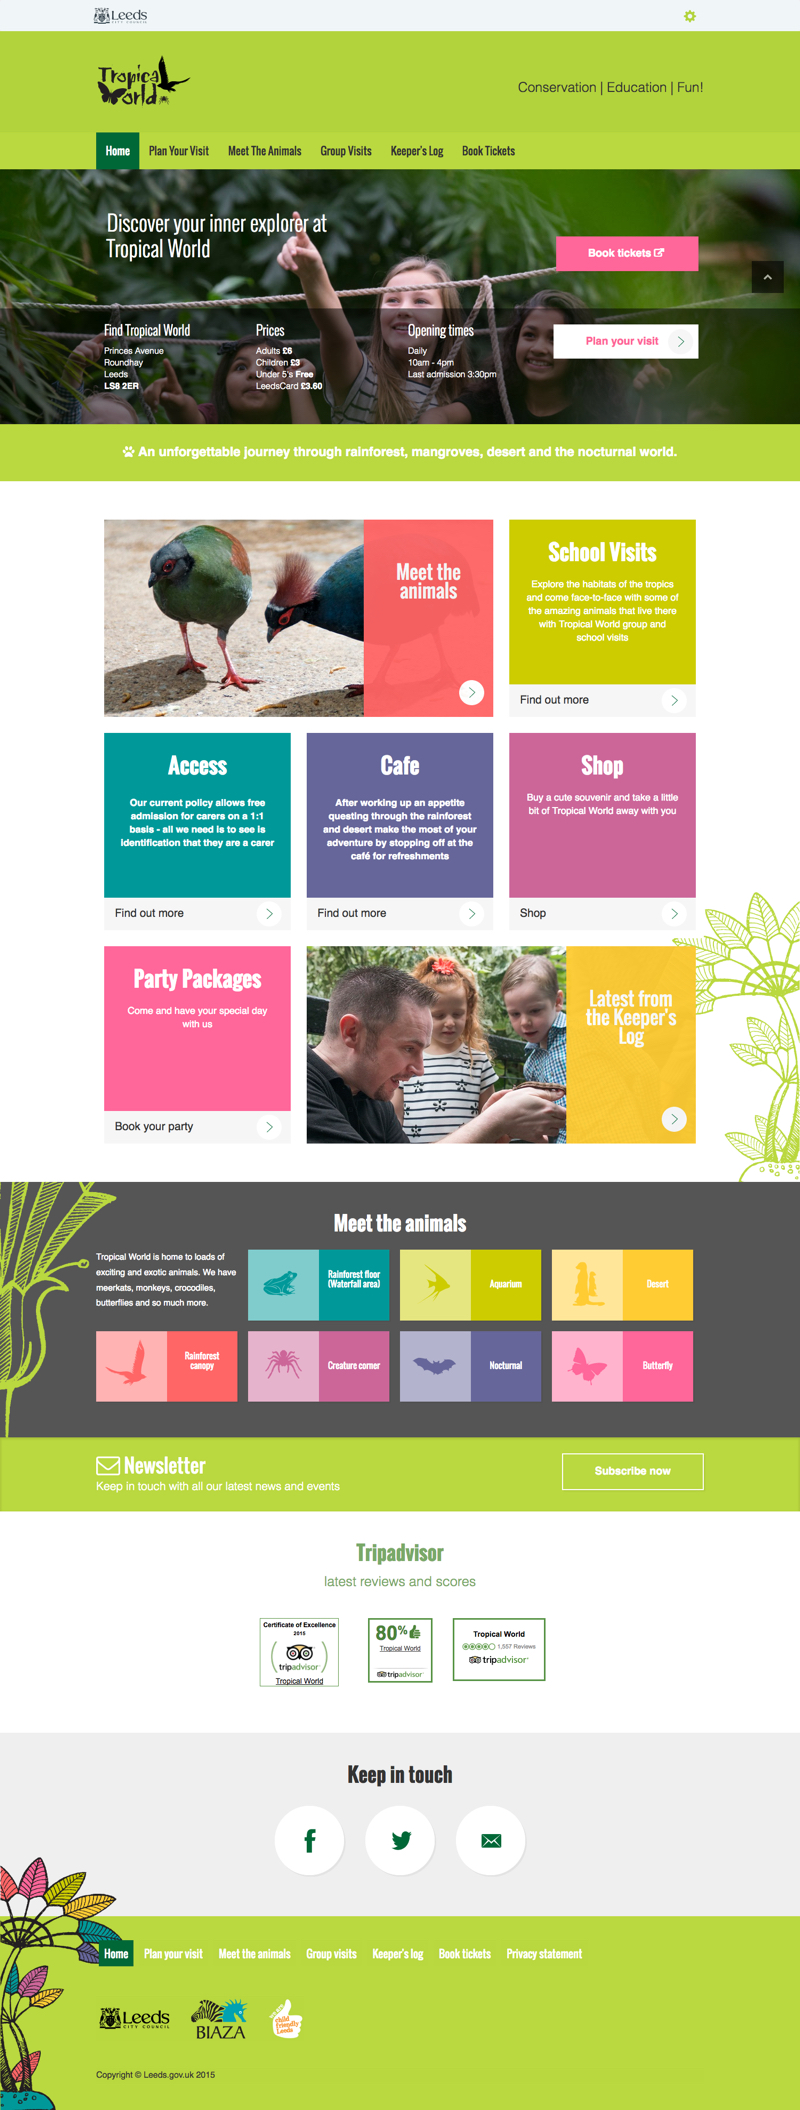 Leeds
CITY COUNCIL
Tropical
World
Conservation | Education | Fun!
Home
Plan Your Visit
Meet The Animals
Group Visits
Keeper's Log
Book Tickets
Discover your inner explorer at
Tropical World
Book tickets
Find Tropical World
Princes Avenue
Roundhay
Leeds
LS8 2ER
Prices
Adults £6
Children £3
Under 5's Free
LeedsCard £3.60
Opening times
Daily
10am - 4pm
Last admission 3:30pm
Plan your visit
An unforgettable journey through rainforest, mangroves, desert and the nocturnal world.
Meet the
animals
School Visits
Explore the habitats of the tropics
and come face-to-face with some of
the amazing animals that live there
with Tropical World group and
school visits
Find out more
Access
Our current policy allows free
admission for carers on a 1:1
basis - all we need is to see is
identification that they are a carer
Find out more
Cafe
After working up an appetite
questing through the rainforest
and desert make the most of your
adventure by stopping off at the
café for refreshments
Find out more
Shop
Buy a cute souvenir and take a little
bit of Tropical World away with you
Shop
Party Packages
Come and have your special day
with us
Book your party
Latest from
the Keeper's
Log
Meet the animals
Tropical World is home to loads of
exciting and exotic animals. We have
meerkats, monkeys, crocodiles,
butterflies and so much more.
Rainforest floor
(Waterfall area)
Aquarium
Desert
Rainforest
canopy
Creature corner
Nocturnal
Butterfly
Newsletter
Keep in touch with all our latest news and events
Subscribe now
Tripadvisor
latest reviews and scores
Certificate of Excellence
2015
tripadvisor
Tropical World
80%
Tropical World
tripadvisor
Tropical World
1,557 Reviews
tripadvisor
Keep in touch
Home
Plan your visit
Meet the animals
Group visits
Keeper's log
Book tickets
Privacy statement
Leeds
CITY COUNCIL
BIAZA
child
friendly
Leeds
Copyright © Leeds.gov.uk 2015